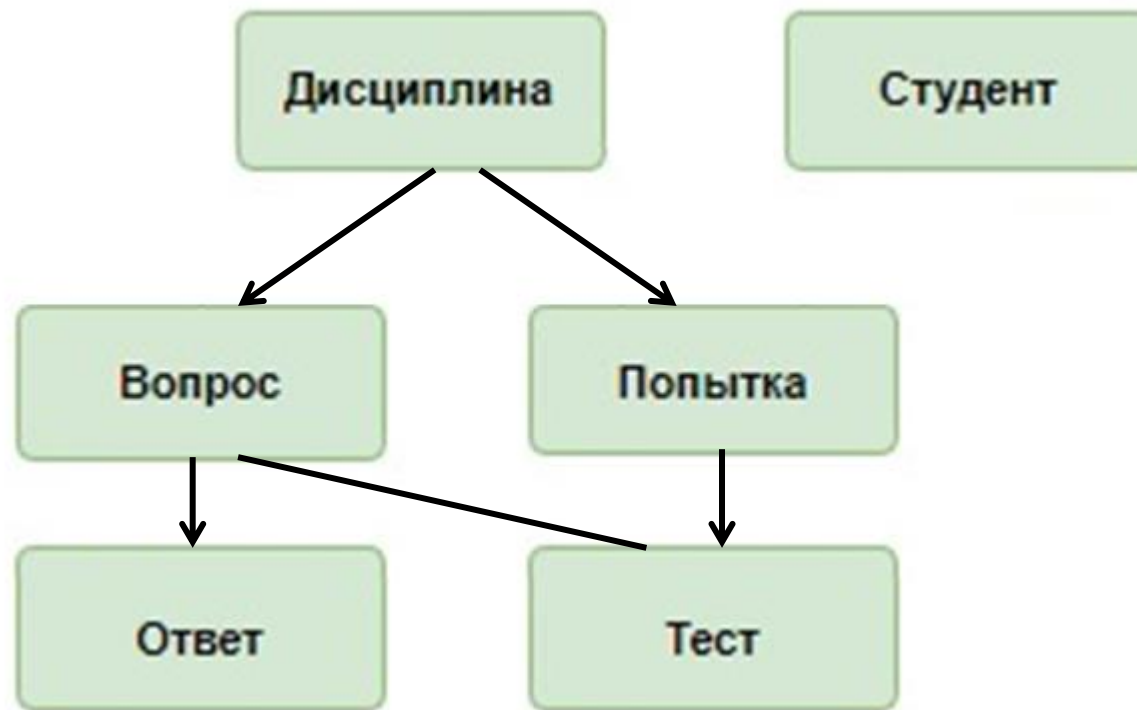 Дисциплина
Студент
Вопрос
Попытка
Ответ
Тест